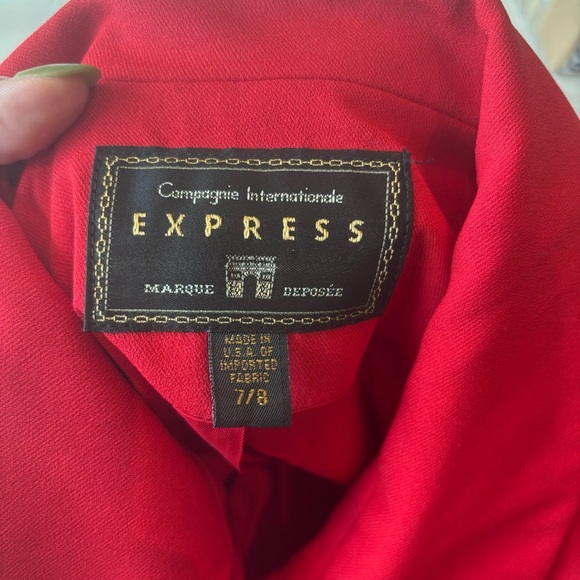 Compagnie Internationale
EXPRESS
MARQUE DEPOSÉE
MADE IN
U.S.A. OF
IMPORTED
FABRIC
7/8